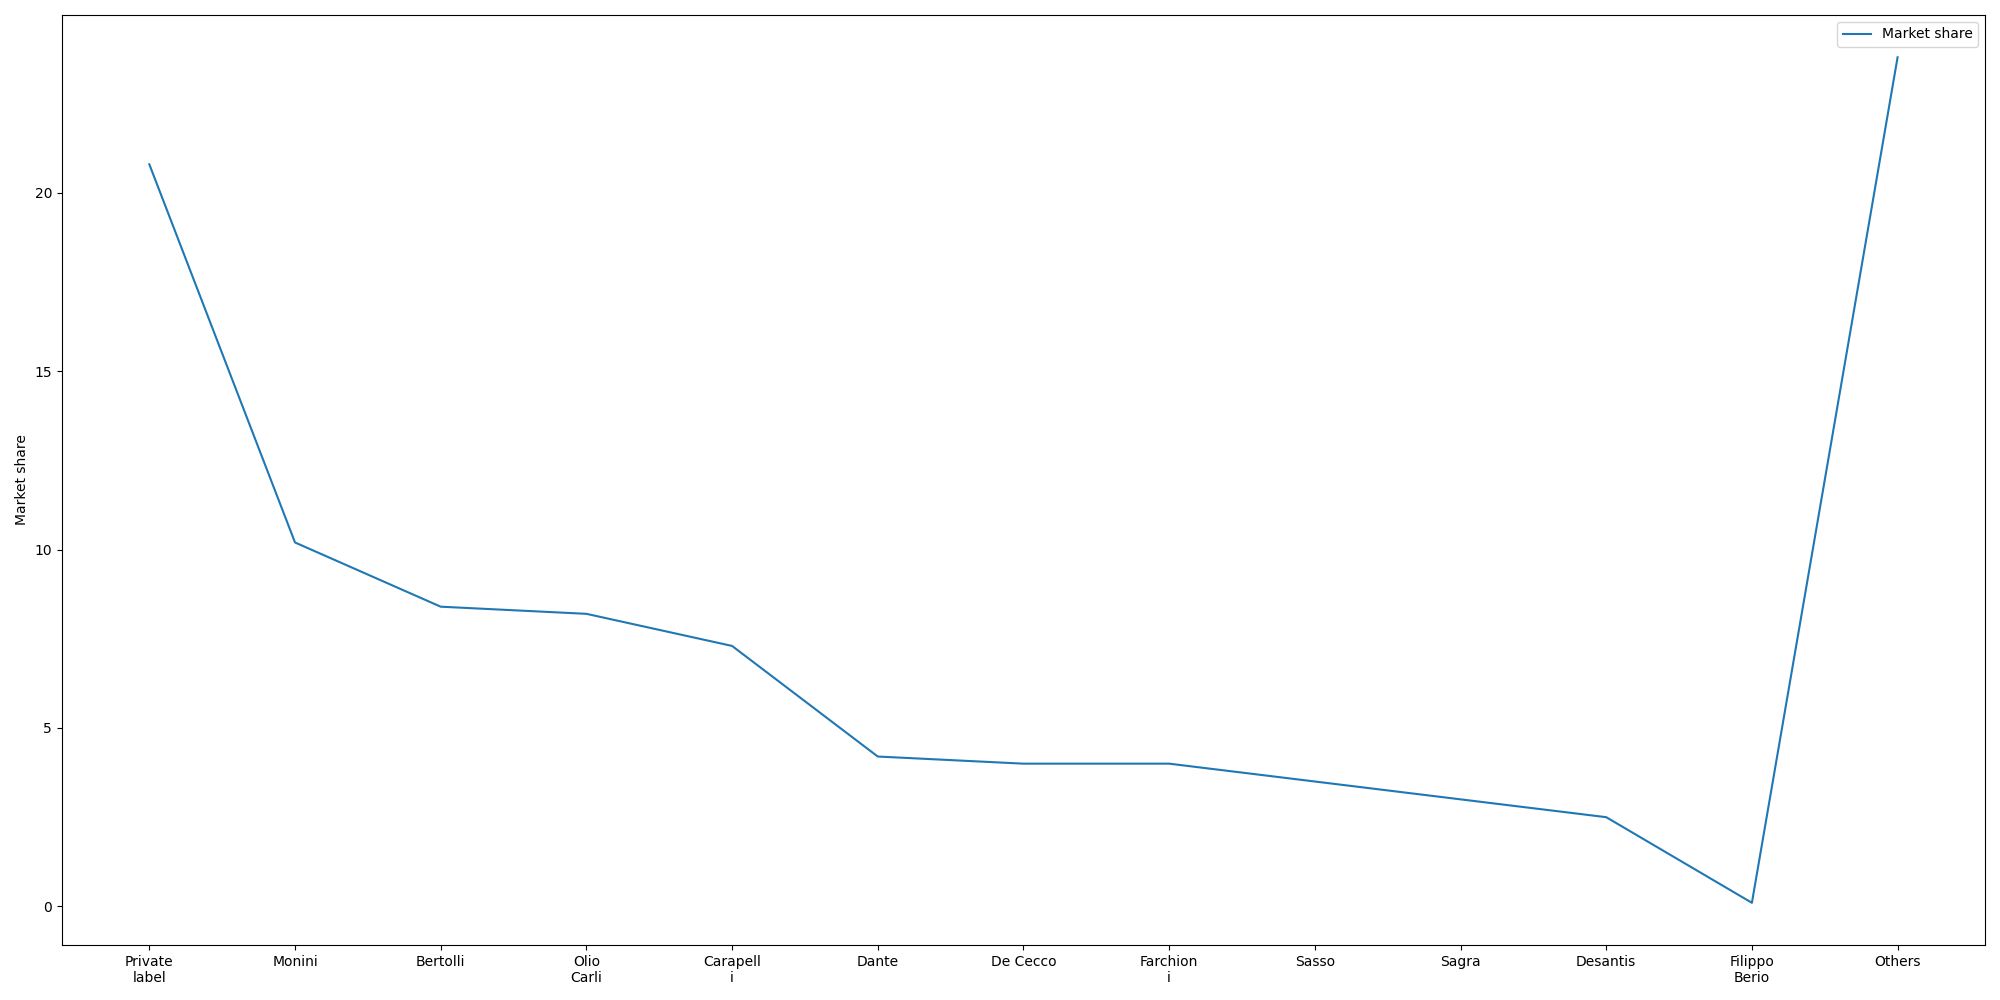 Market share
Market share
20
15
10
5
0
Private
label
Monini
Bertolli
Olio
Carli
Carapell
i
Dante
De Cecco
Farchion
i
Sasso
Sagra
Desantis
Filippo
Berio
Others